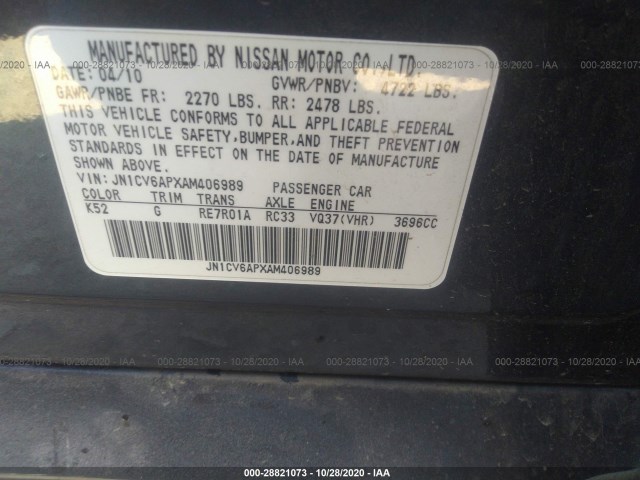 MANUFACTURED BY NISSAN MOTOR CO.,LTD.
DATE: 04/10 GVWR/PNBV: 4722 LBS.
GAWR/PNBE FR: 2270 LBS. RR: 2478 LBS.
THIS VEHICLE CONFORMS TO ALL APPLICABLE FEDERAL
MOTOR VEHICLE SAFETY,BUMPER,AND THEFT PREVENTION
STANDARDS IN EFFECT ON THE DATE OF MANUFACTURE
SHOWN ABOVE.
VIN: JN1CV6APXAM406989 PASSENGER CAR
COLOR TRIM TRANS AXLE ENGINE
K52 G RE7R01A RC33 VQ37(VHR) 3696CC
JN1CV6APXAM406989
000-28821073 - 10/28/2020 - IAA